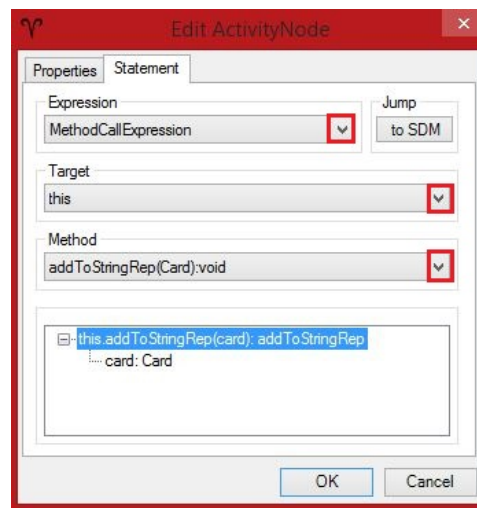 Edit ActivityNode
Properties Statement
Expression
MethodCallExpression
Jump
to SDM
Target
this
Method
addToStringRep(Card):void
this.addToStringRep(card): addToStringRep
card: Card
OK Cancel